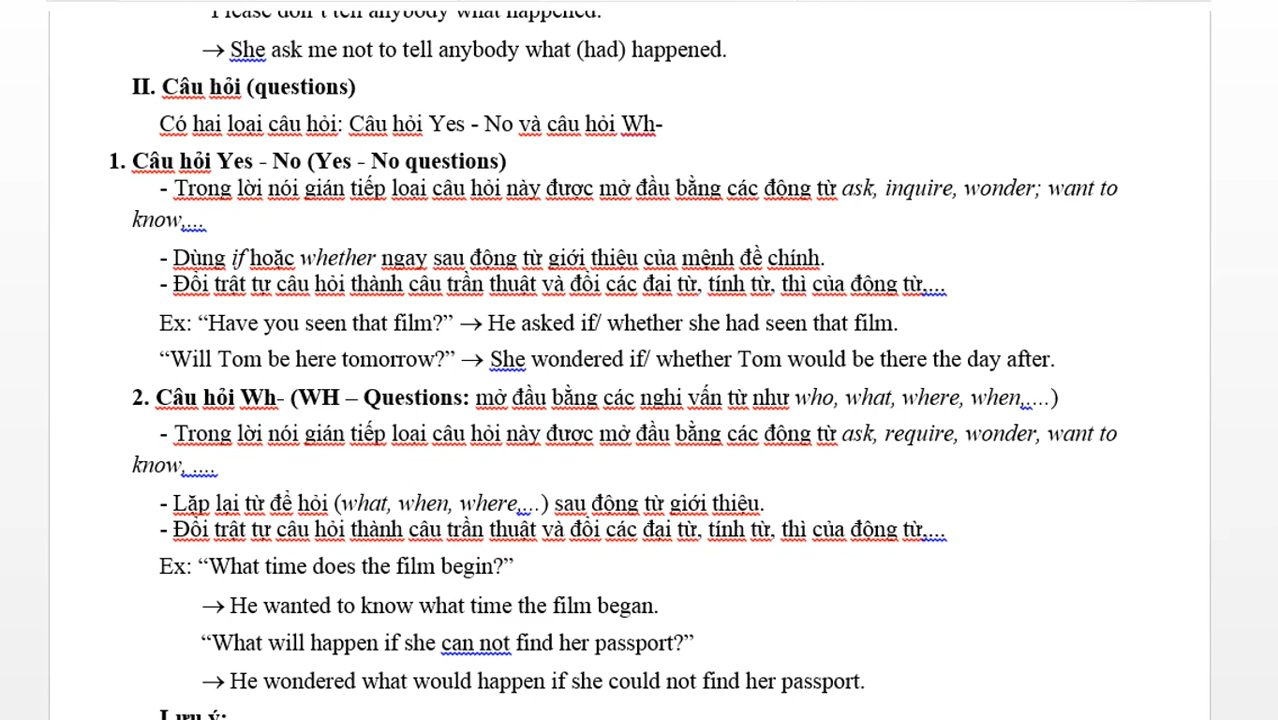 Please don't tell anybody what happened.
→ She ask me not to tell anybody what (had) happened.
II. Câu hỏi (questions)
Có hai loại câu hỏi: Câu hỏi Yes - No và câu hỏi Wh-
1. Câu hỏi Yes - No (Yes - No questions)
- Trong lời nói gián tiếp loại câu hỏi này được mở đầu bằng các động từ ask, inquire, wonder; want to
know,...
- Dùng if hoặc whether ngay sau động từ giới thiệu của mệnh đề chính.
- Đổi trật tự câu hỏi thành câu trần thuật và đổi các đại từ, tính từ, thì của động từ,...
Ex: “Have you seen that film?” → He asked if/ whether she had seen that film.
“Will Tom be here tomorrow?” → She wondered if/ whether Tom would be there the day after.
2. Câu hỏi Wh- (WH – Questions: mở đầu bằng các nghi vấn từ như who, what, where, when,....)
- Trong lời nói gián tiếp loại câu hỏi này được mở đầu bằng các động từ ask, require, wonder, want to
know, ....
- Lặp lại từ để hỏi (what, when, where,...) sau động từ giới thiệu.
- Đổi trật tự câu hỏi thành câu trần thuật và đổi các đại từ, tính từ, thì của động từ,...
Ex: “What time does the film begin?”
→ He wanted to know what time the film began.
“What will happen if she can not find her passport?”
→ He wondered what would happen if she could not find her passport.
Lưu ý: